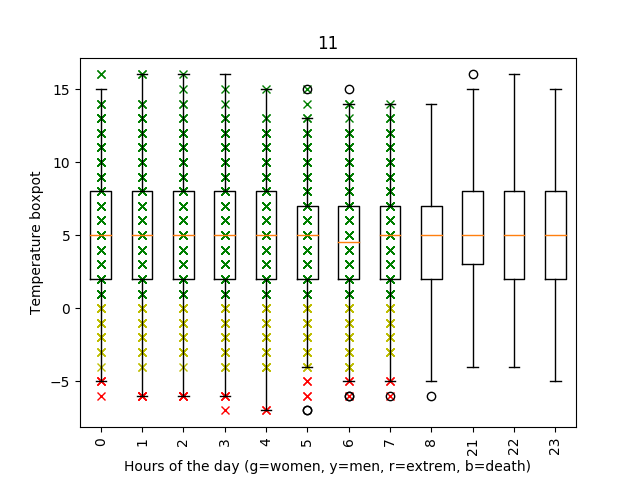 11
15
10
5
0
−5
Temperature boxpot
0 1 2 3 4 5 6 7 8 21 22 23
Hours of the day (g=women, y=men, r=extrem, b=death)